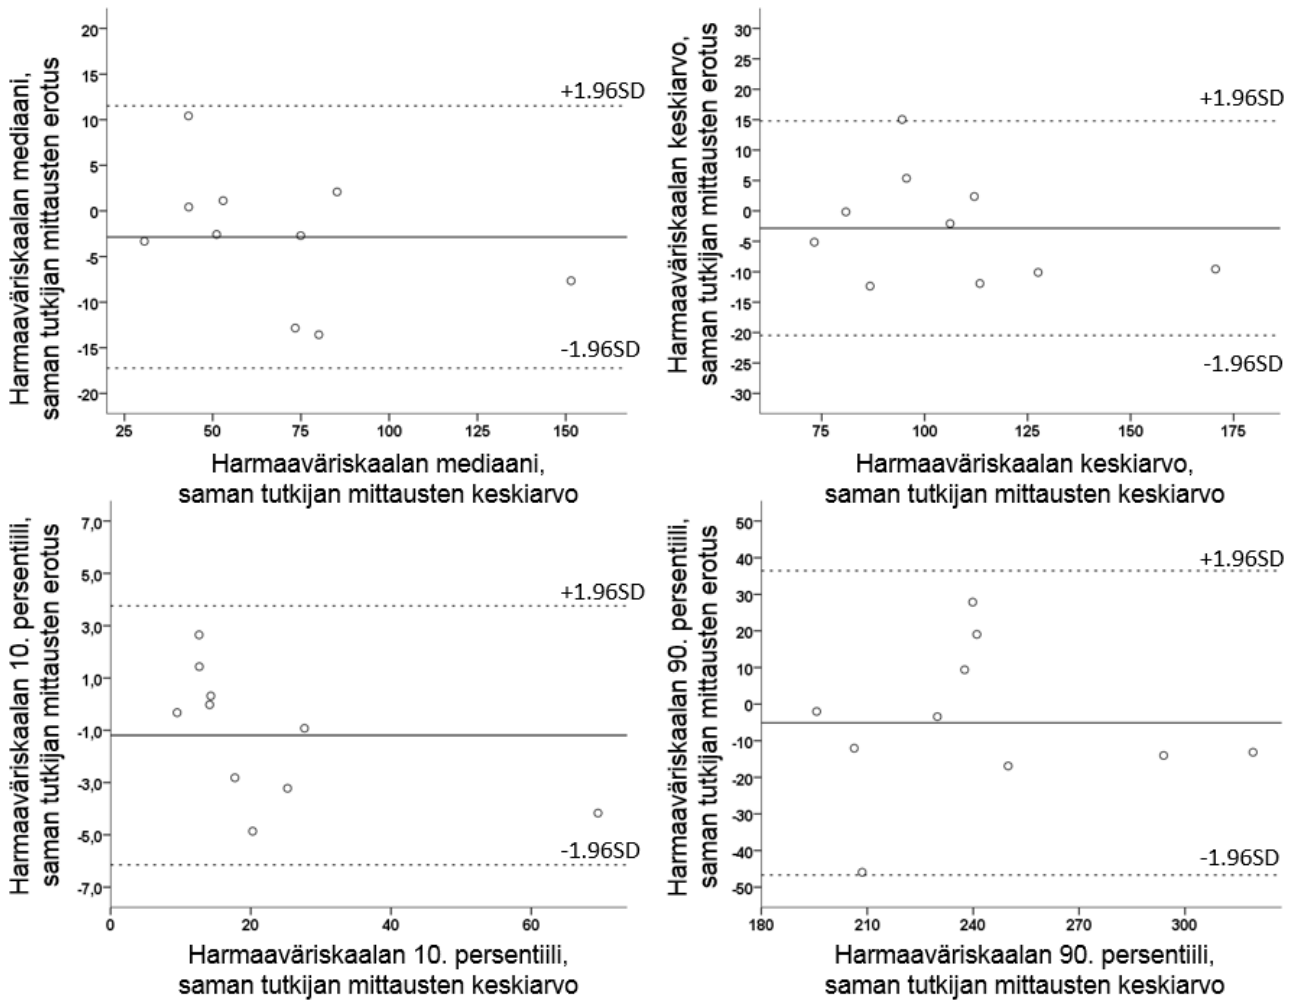 Harmaaväriskaalan mediaani,
saman tutkijan mittausten erotus
20
15
10
5
0
-5
-10
-15
-20
+1.96SD
-1.96SD
25
50
75
100
125
150
Harmaaväriskaalan mediaani,
saman tutkijan mittausten keskiarvo
Harmaaväriskaalan keskiarvo,
saman tutkijan mittausten erotus
30
25
20
15
10
5
0
-5
-10
-15
-20
-25
-30
+1.96SD
-1.96SD
75
100
125
150
175
Harmaaväriskaalan keskiarvo,
saman tutkijan mittausten keskiarvo
Harmaaväriskaalan 10. persentiili,
saman tutkijan mittausten erotus
7,0
5,0
3,0
1,0
-1,0
-3,0
-5,0
-7,0
+1.96SD
-1.96SD
0
20
40
60
Harmaaväriskaalan 10. persentiili,
saman tutkijan mittausten keskiarvo
Harmaaväriskaalan 90. persentiili,
saman tutkijan mittausten erotus
50
40
30
20
10
0
-10
-20
-30
-40
-50
+1.96SD
-1.96SD
180
210
240
270
300
Harmaaväriskaalan 90. persentiili,
saman tutkijan mittausten keskiarvo